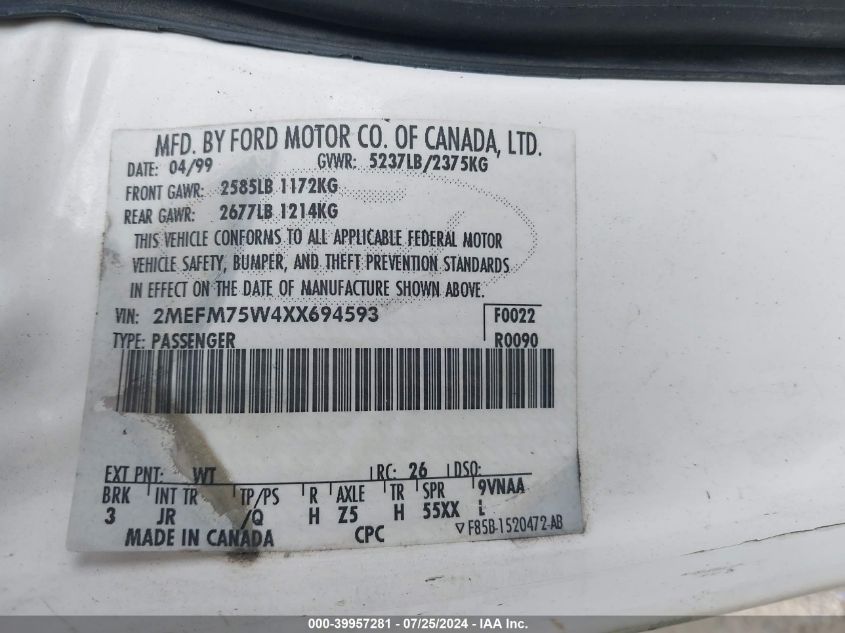 MFD. BY FORD MOTOR CO. OF CANADA, LTD.
DATE: 04/99 GVWR: 5237LB/2375KG
FRONT GAWR: 2585LB 1172KG
REAR GAWR: 2677LB 1214KG
THIS VEHICLE CONFORMS TO ALL APPLICABLE FEDERAL MOTOR
VEHICLE SAFETY, BUMPER, AND THEFT PREVENTION STANDARDS
IN EFFECT ON THE DATE OF MANUFACTURE SHOWN ABOVE.
VIN: 2MEFM75W4XX694593 F0022
TYPE: PASSENGER R0090
EXT PNT: WT RC: 26 DSO:
BRK INT TR TP/PS R AXLE TR SPR 9VNAA
3 JR /Q H Z5 H 55XX L
MADE IN CANADA CPC ▽F85B-1520472-AB
000-39957281 - 07/25/2024 - IAA Inc.